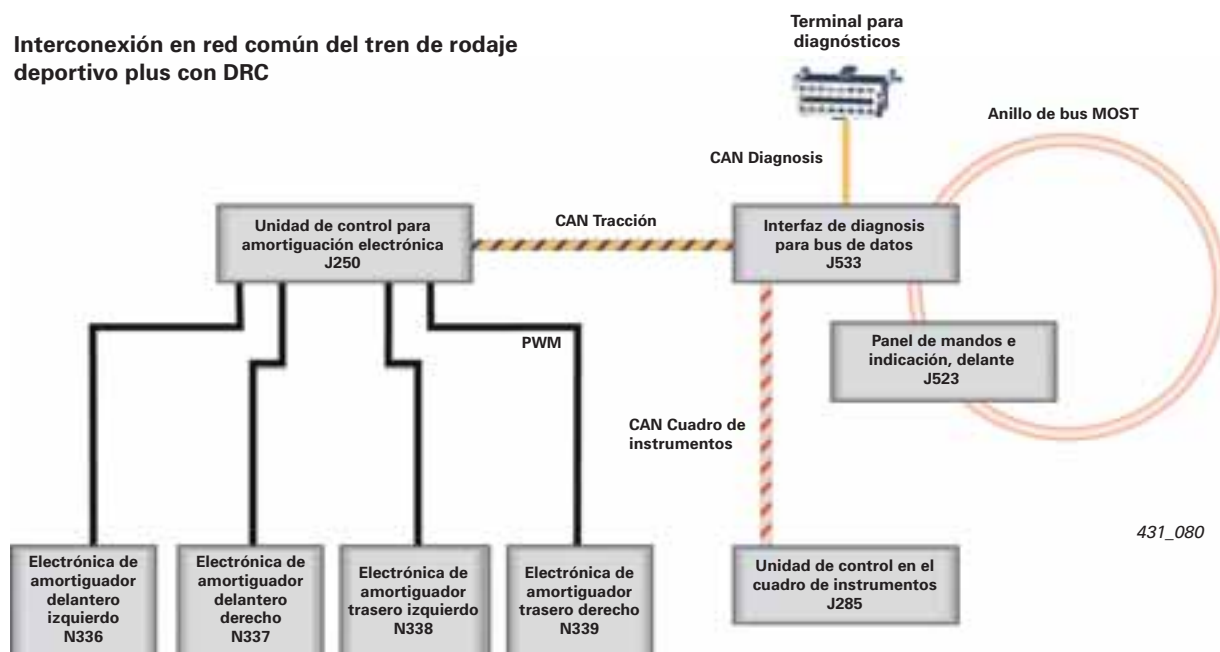 Interconexión en red común del tren de rodaje
deportivo plus con DRC
Terminal para
diagnósticos
Anillo de bus MOST
CAN Diagnosis
Unidad de control para
amortiguación electrónica
J250
CAN Tracción
Interfaz de diagnosis
para bus de datos
J533
PWM
Panel de mandos e
indicación, delante
J523
CAN Cuadro de
instrumentos
431_080
Electrónica de
amortiguador
delantero
izquierdo
N336
Electrónica de
amortiguador
delantero
derecho
N337
Electrónica de
amortiguador
trasero izquierdo
N338
Electrónica de
amortiguador
trasero derecho
N339
Unidad de control en el
cuadro de instrumentos
J285